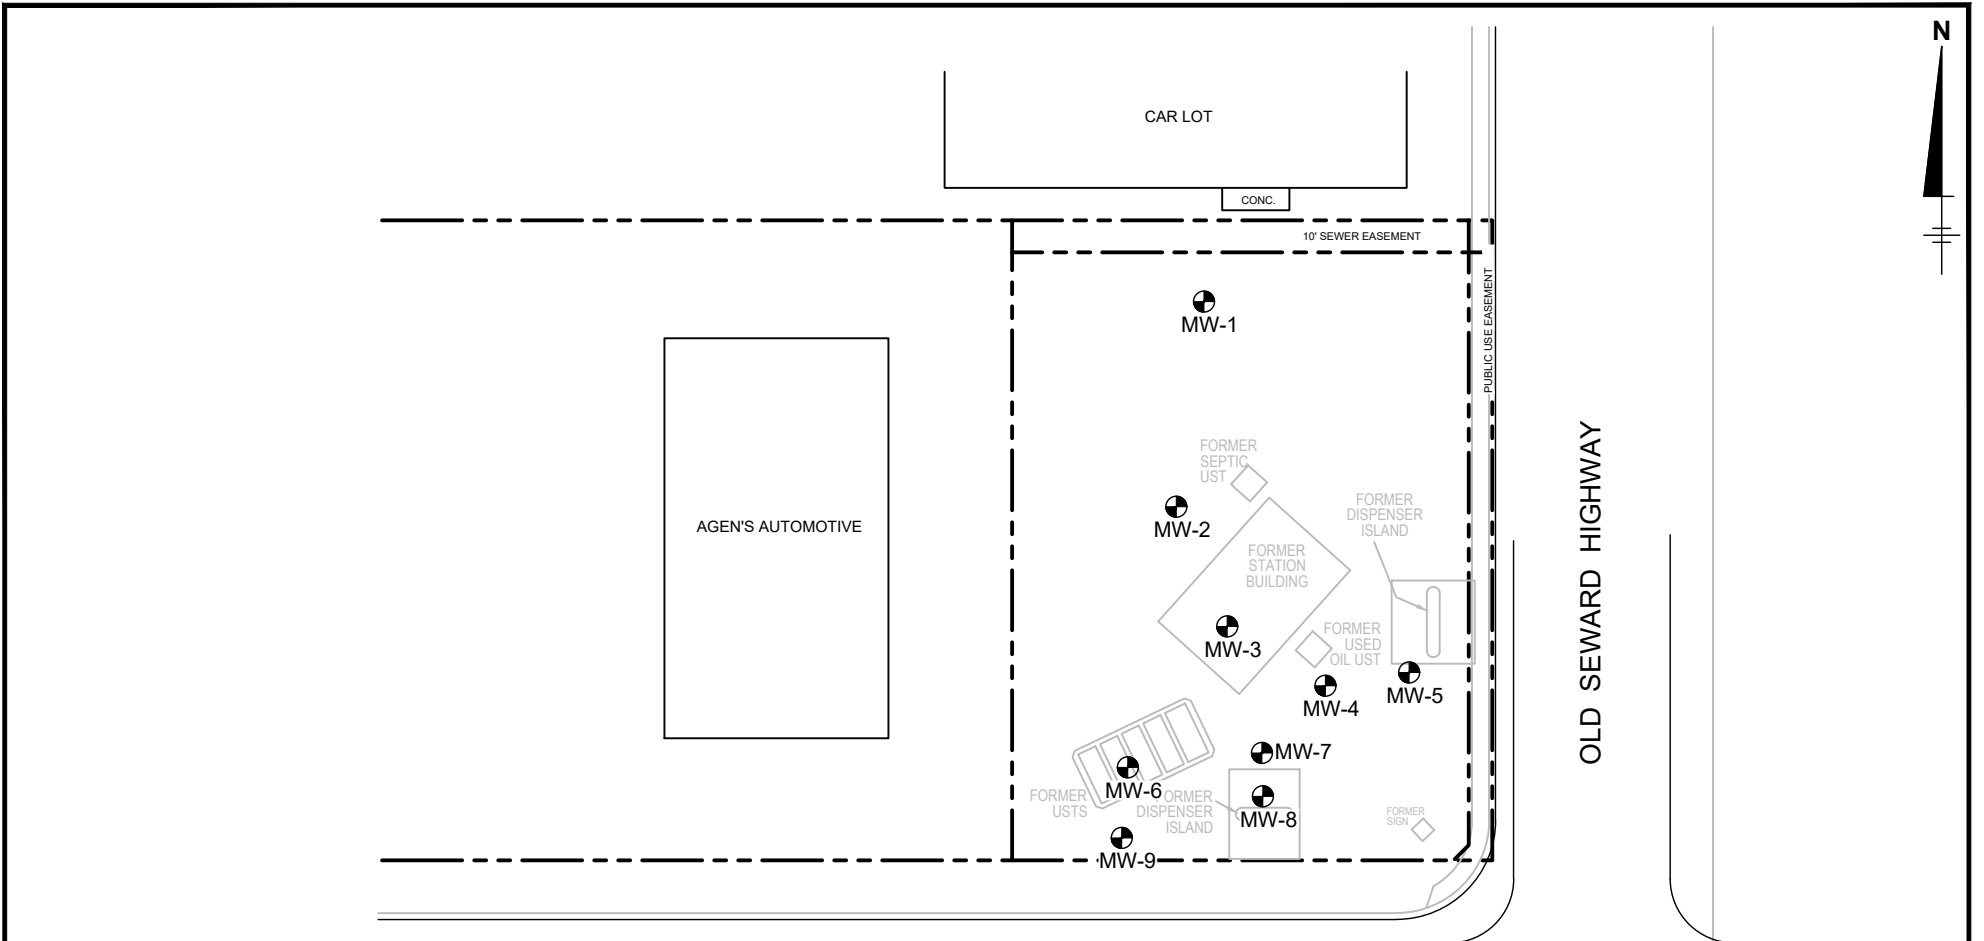 N
CAR LOT
CONC.
10' SEWER EASEMENT
PUBLIC USE EASEMENT
MW-1
FORMER
SEPTIC
UST
FORMER
DISPENSER
ISLAND
MW-2
AGEN'S AUTOMOTIVE
FORMER
STATION
BUILDING
OLD SEWARD HIGHWAY
MW-3
FORMER
USED
OIL UST
MW-4
MW-5
MW-7
MW-6
FORMER
USTS
FORMER
DISPENSER
ISLAND
MW-8
FORMER
SIGN
MW-9